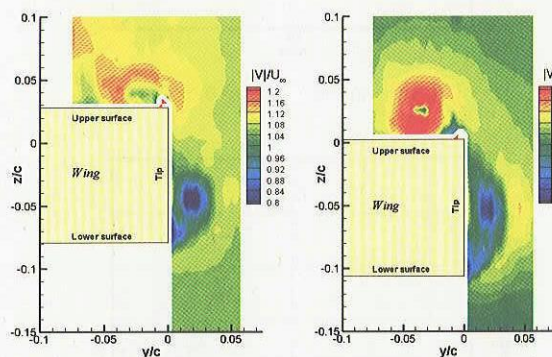 |V|/U∞
1.2
1.16
1.12
1.08
1.04
1
0.96
0.92
0.88
0.84
0.8
z/c
0.1
0.05
0
-0.05
-0.1
-0.15
Upper surface
Wing
Tip
Lower surface
-0.1
-0.05
0
0.05
y/c
|V|
z/c
0.1
0.05
0
-0.05
-0.1
-0.15
Upper surface
Wing
Tip
Lower surface
-0.1
-0.05
0
0.05
y/c